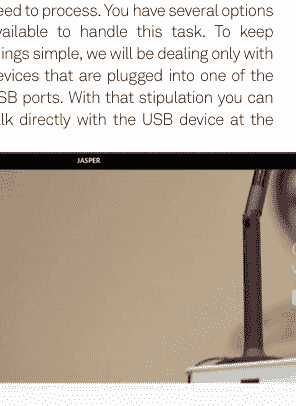 eed to process. You have several options
vailable to handle this task. To keep
ings simple, we will be dealing only with
evices that are plugged into one of the
SB ports. With that stipulation you can
lk directly with the USB device at the
JASPER